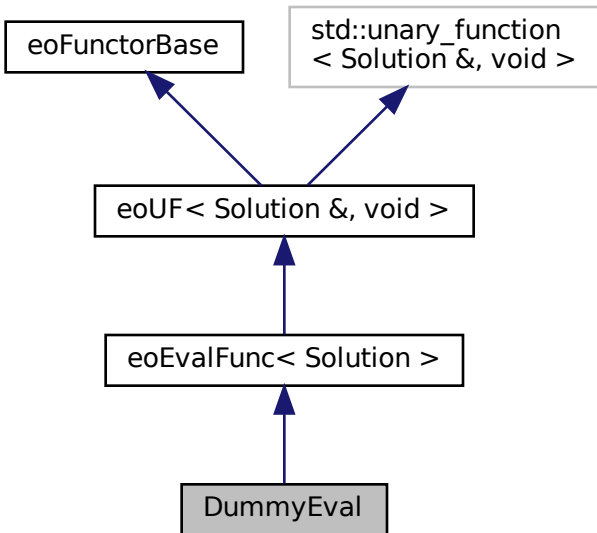 eoFunctorBase
std::unary_function
< Solution &, void >
eoUF< Solution &, void >
eoEvalFunc< Solution >
DummyEval